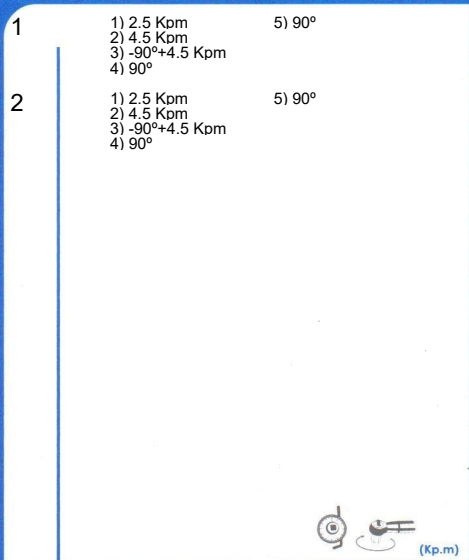 1 1) 2.5 Kpm 5) 90º
2) 4.5 Kpm
3) -90º+4.5 Kpm
4) 90º
2 1) 2.5 Kpm 5) 90º
2) 4.5 Kpm
3) -90º+4.5 Kpm
4) 90º
(Kp.m)